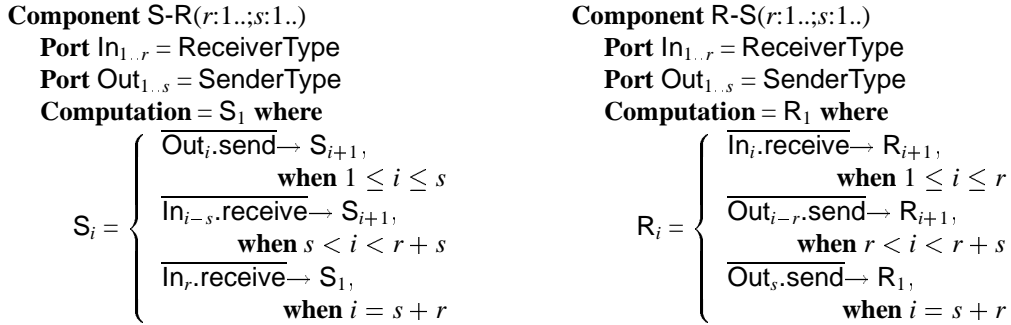 Component S-R(r:1..;s:1..)
Port In₁..ᵣ = ReceiverType
Port Out₁..ₛ = SenderType
Computation = S₁ where
Sᵢ = {
Outᵢ.send → Sᵢ₊₁,
when 1 ≤ i ≤ s
Inᵢ₋ₛ.receive → Sᵢ₊₁,
when s < i < r + s
Inᵣ.receive → S₁,
when i = s + r
Component R-S(r:1..;s:1..)
Port In₁..ᵣ = ReceiverType
Port Out₁..ₛ = SenderType
Computation = R₁ where
Rᵢ = {
Inᵢ.receive → Rᵢ₊₁,
when 1 ≤ i ≤ r
Outᵢ₋ᵣ.send → Rᵢ₊₁,
when r < i < r + s
Outₛ.send → R₁,
when i = s + r